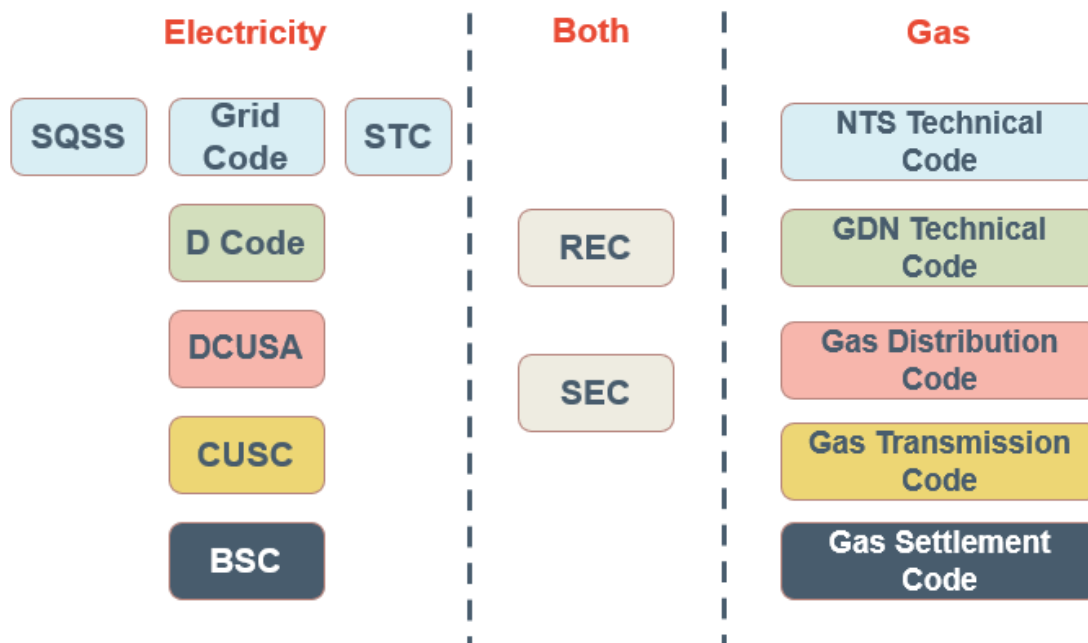 Electricity
Both
Gas
SQSS
Grid
Code
STC
NTS Technical
Code
D Code
REC
GDN Technical
Code
DCUSA
SEC
Gas Distribution
Code
CUSC
Gas Transmission
Code
BSC
Gas Settlement
Code